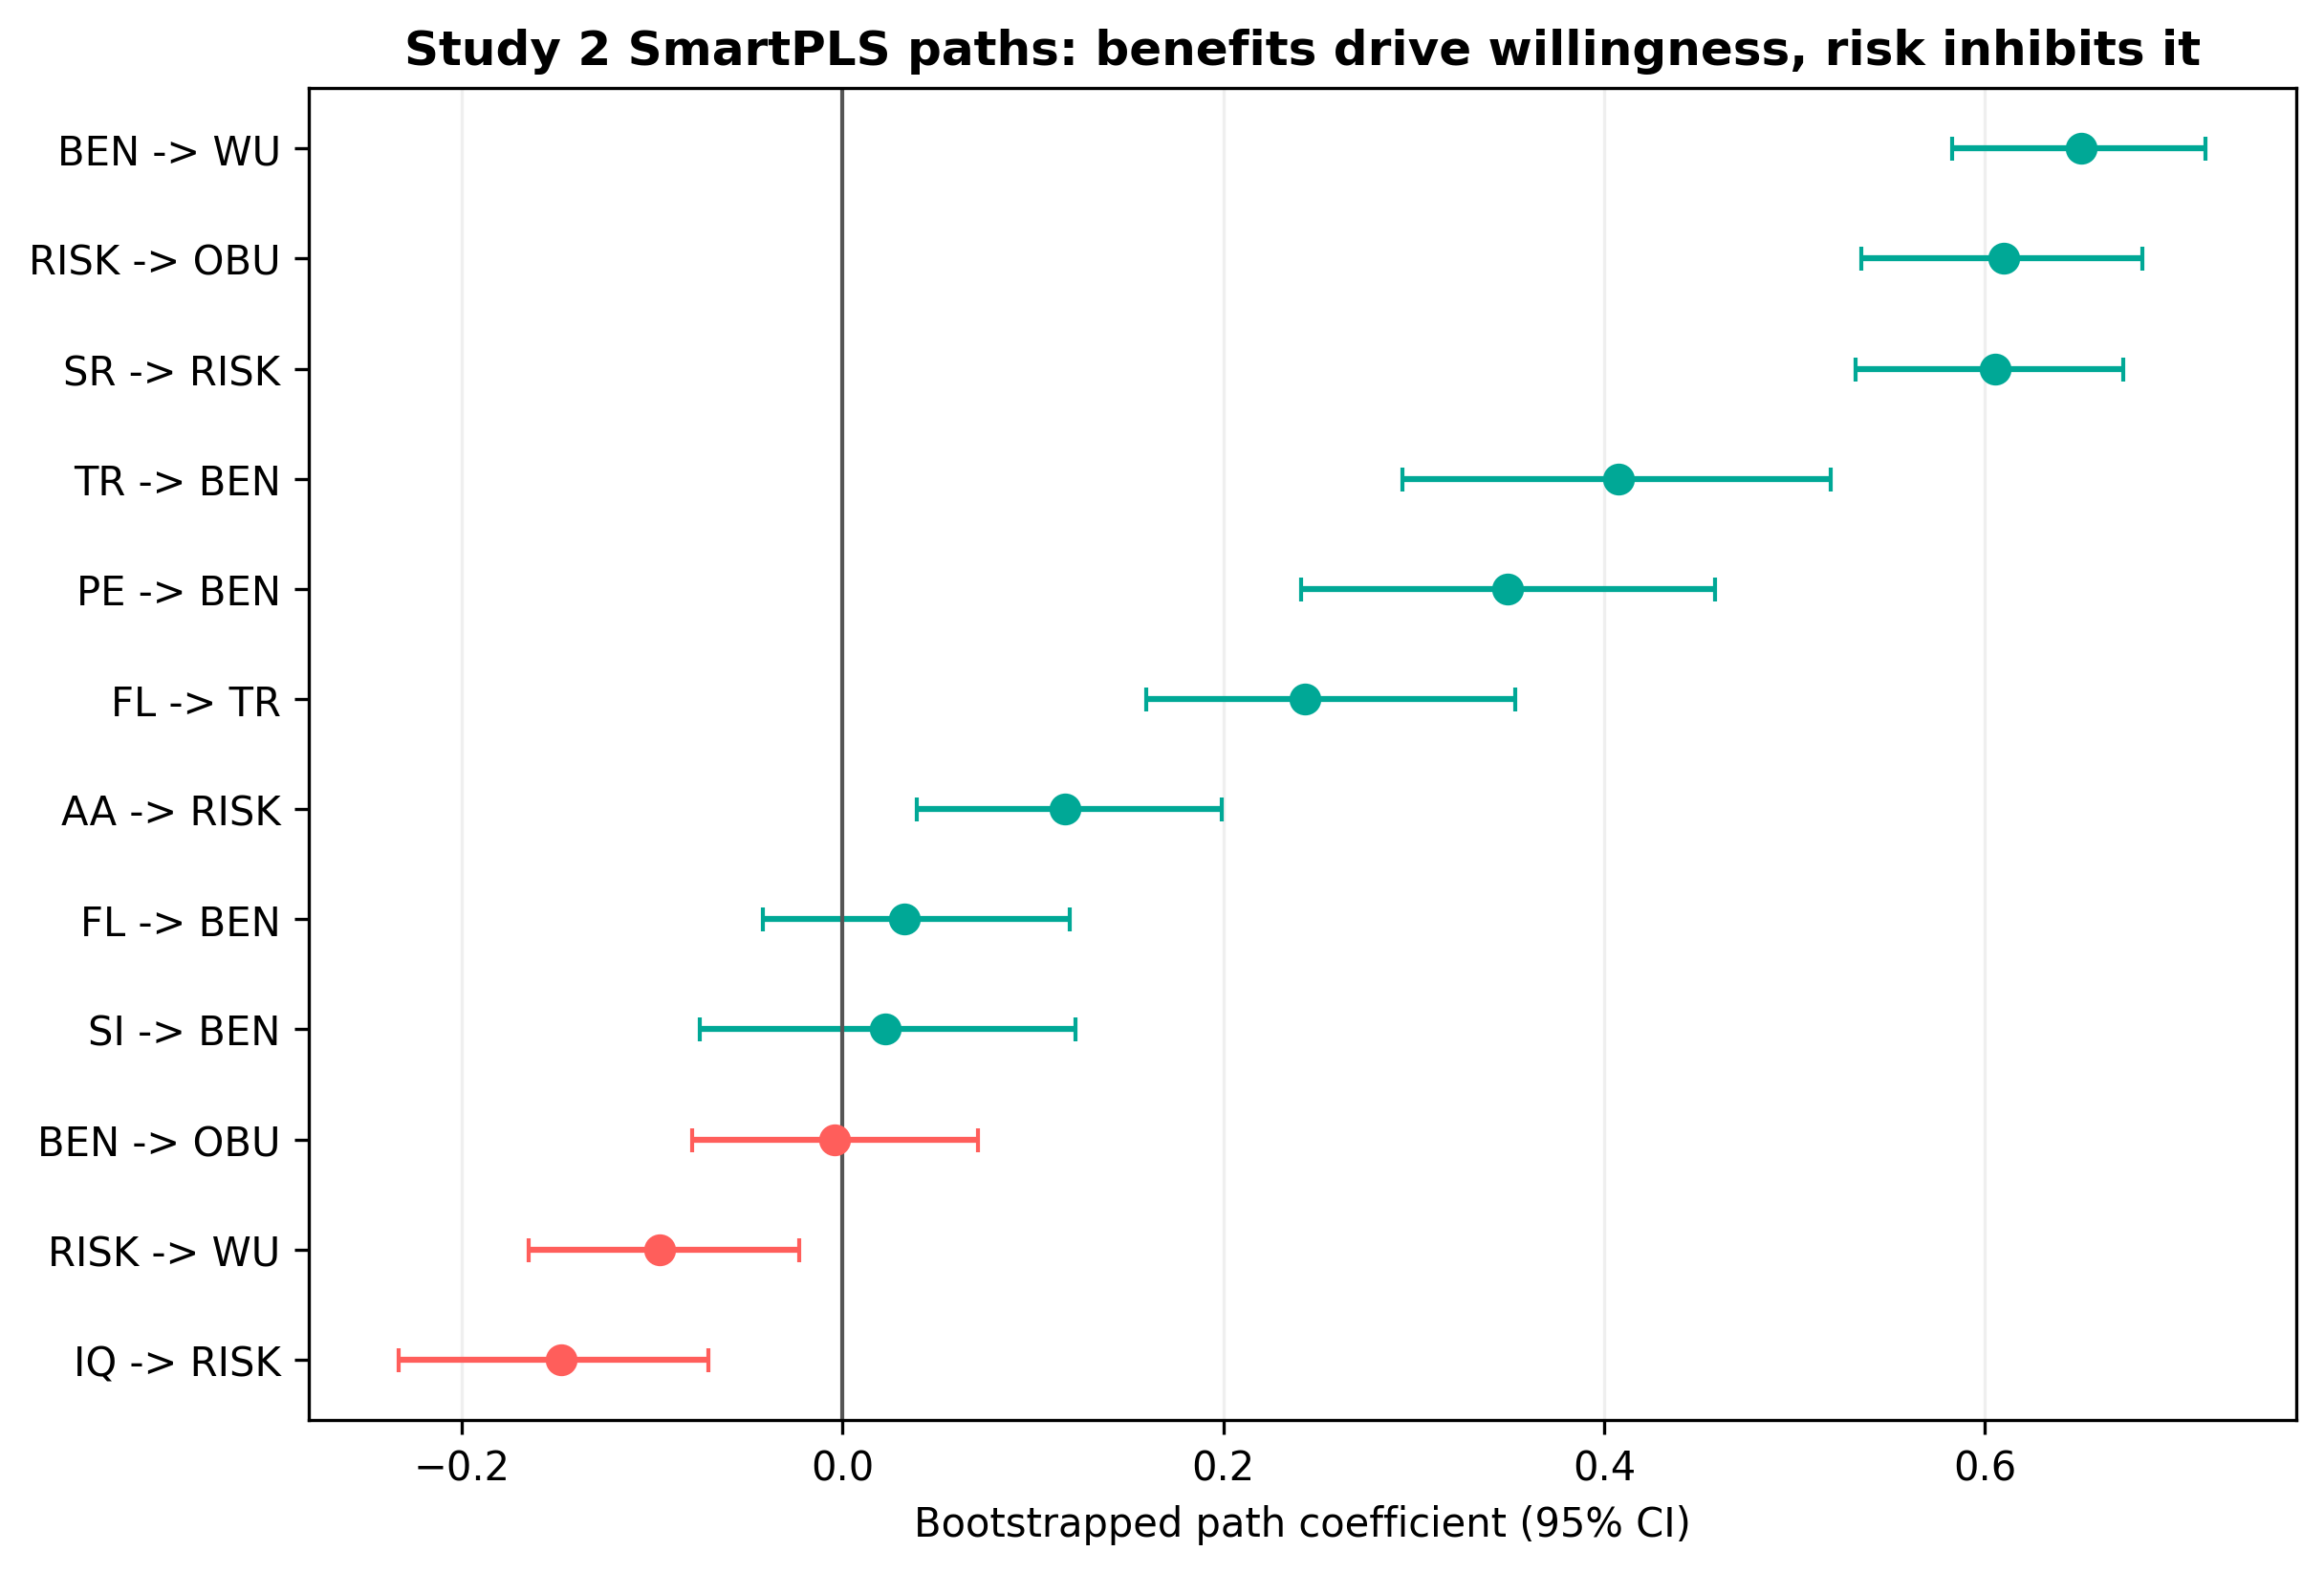 Study 2 SmartPLS paths: benefits drive willingness, risk inhibits it
BEN -> WU
RISK -> OBU
SR -> RISK
TR -> BEN
PE -> BEN
FL -> TR
AA -> RISK
FL -> BEN
SI -> BEN
BEN -> OBU
RISK -> WU
IQ -> RISK
−0.2 0.0 0.2 0.4 0.6
Bootstrapped path coefficient (95% CI)